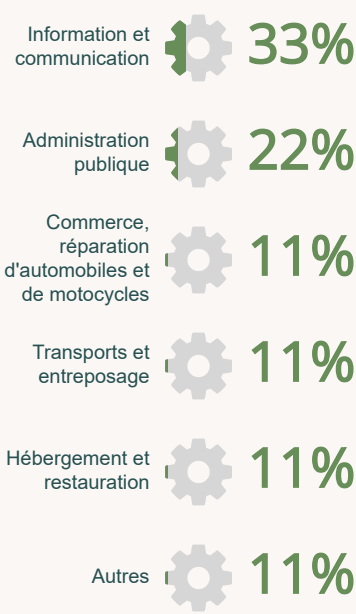 Information et
communication
33%
Administration
publique
22%
Commerce,
réparation
d'automobiles et
de motocycles
11%
Transports et
entreposage
11%
Hébergement et
restauration
11%
Autres
11%